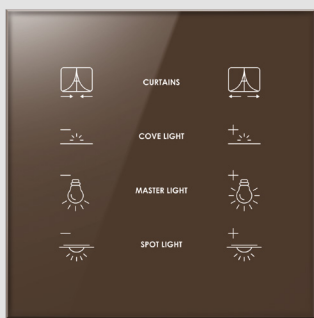 CURTAINS
− COVE LIGHT +
− MASTER LIGHT +
− SPOT LIGHT +